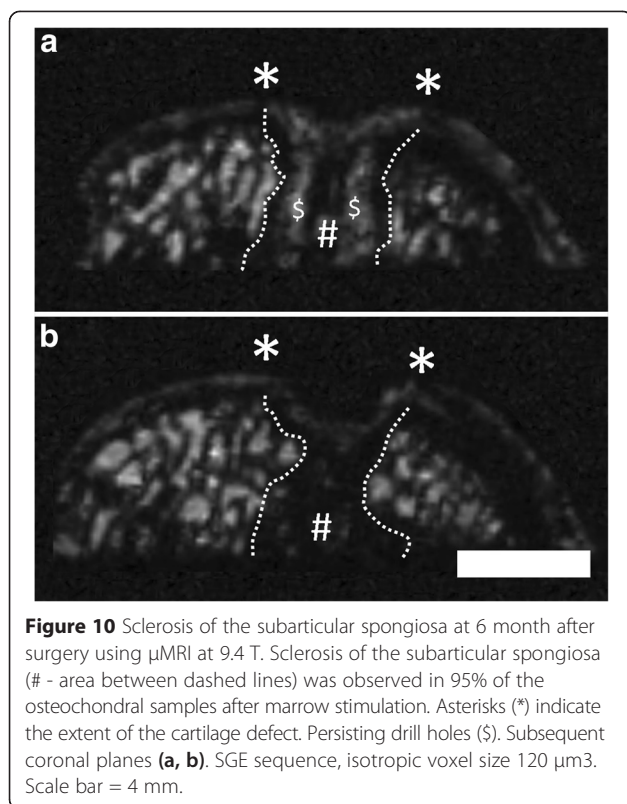 a
* *
$ $
#
b
* *
#
Figure 10 Sclerosis of the subarticular spongiosa at 6 month after
surgery using μMRI at 9.4 T. Sclerosis of the subarticular spongiosa
(# - area between dashed lines) was observed in 95% of the
osteochondral samples after marrow stimulation. Asterisks (*) indicate
the extent of the cartilage defect. Persisting drill holes ($). Subsequent
coronal planes (a, b). SGE sequence, isotropic voxel size 120 μm3.
Scale bar = 4 mm.